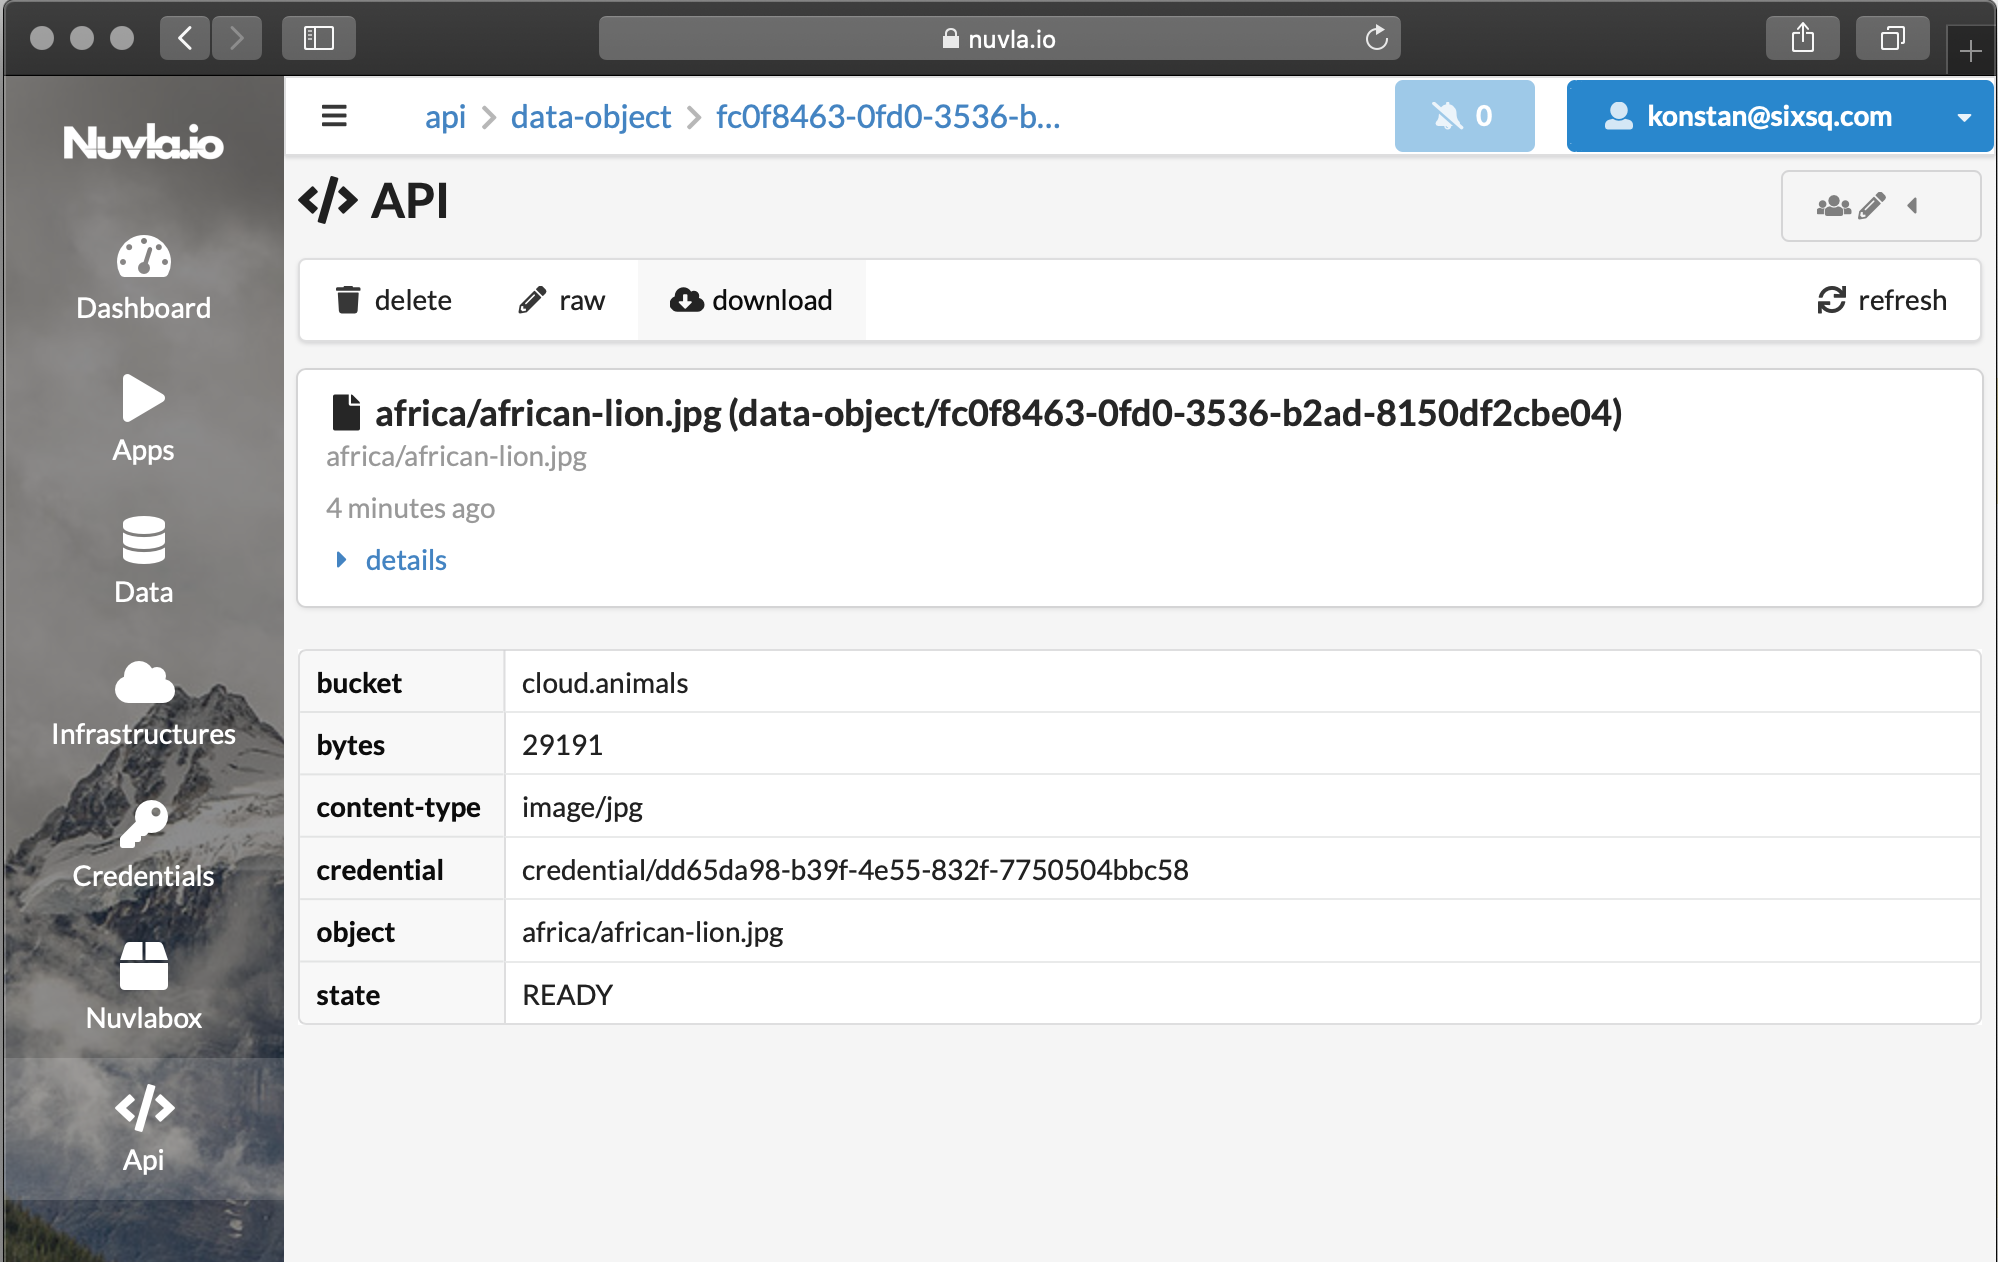 nuvla.io
Nuvla.io
api data-object fc0f8463-0fd0-3536-b...
0
konstan@sixsq.com
API
delete
raw
download
refresh
africa/african-lion.jpg (data-object/fc0f8463-0fd0-3536-b2ad-8150df2cbe04)
africa/african-lion.jpg
4 minutes ago
details
bucket cloud.animals
bytes 29191
content-type image/jpg
credential credential/dd65da98-b39f-4e55-832f-7750504bbc58
object africa/african-lion.jpg
state READY
Dashboard
Apps
Data
Infrastructures
Credentials
Nuvlabox
Api